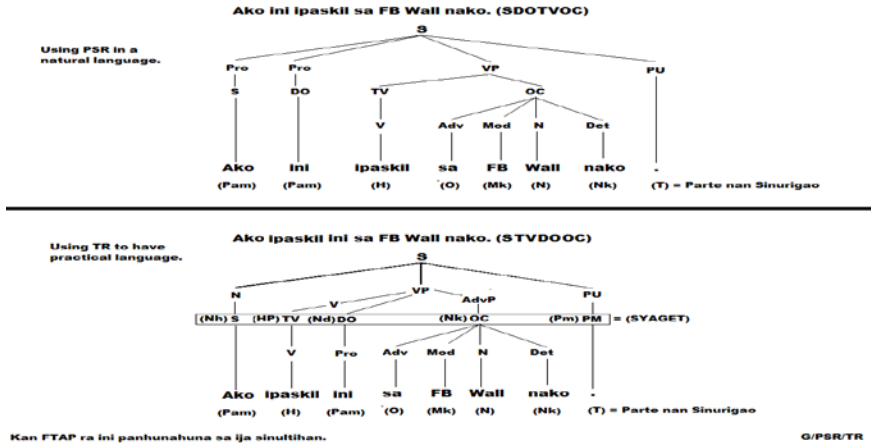 Ako ini ipaskil sa FB Wall nako. (SDOTVOC)
S
Using PSR in a
natural language.
Pro Pro VP PU
S DO TV OC
V Adv Mod N Det
Ako ini ipaskil sa FB Wall nako .
(Pam) (Pam) (H) '(O) (Mk) (N) (Nk) (T) = Parte nan Sinurigao
Ako ipaskil ini sa FB Wall nako. (STVDOOC)
Using TR to have
practical language.
S
N VP PU
V AdvP
(Nh) S (HP) TV (Nd) DO (Nk) OC (Pm) PM = (SYAGET)
V Pro Adv Mod N Det
Ako ipaskil ini sa FB Wall nako .
(Pam) (H) (Pam) '(O) (Mk) (N) (Nk) (T) = Parte nan Sinurigao
Kan FTAP ra ini panhunahuna sa ija sinultihan. G/PSR/TR